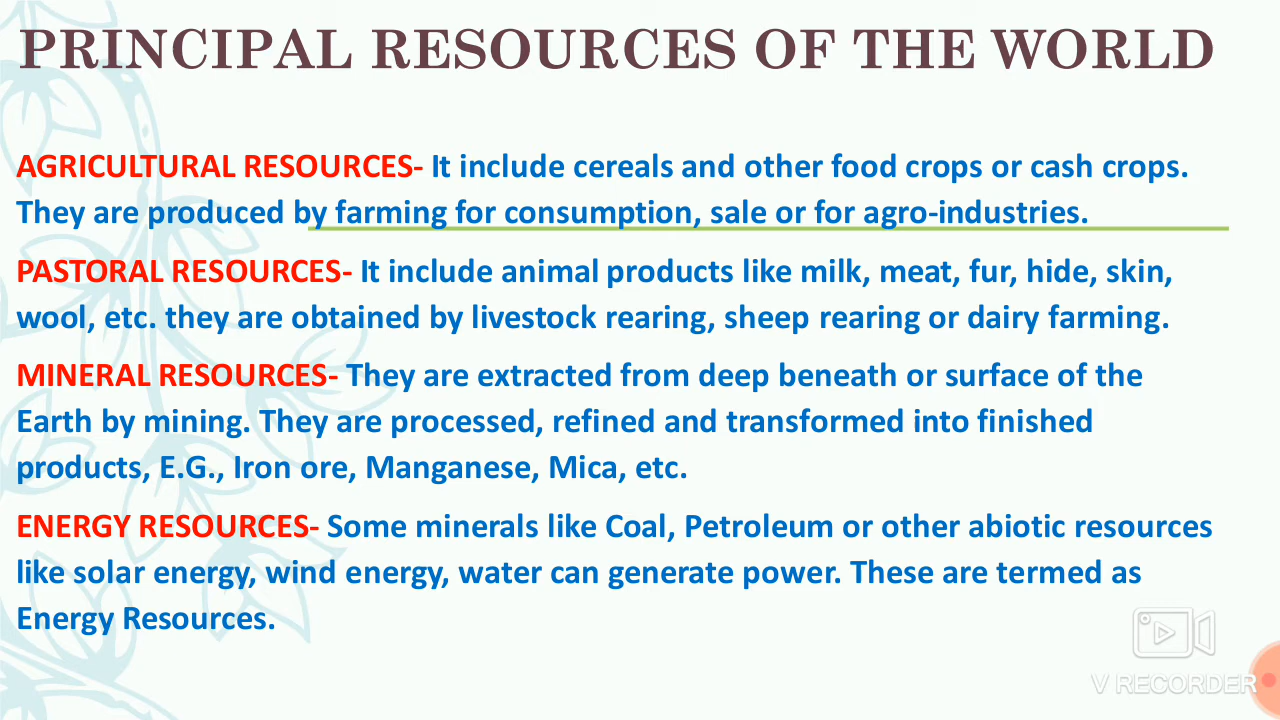 PRINCIPAL RESOURCES OF THE WORLD
AGRICULTURAL RESOURCES- It include cereals and other food crops or cash crops.
They are produced by farming for consumption, sale or for agro-industries.
PASTORAL RESOURCES- It include animal products like milk, meat, fur, hide, skin,
wool, etc. they are obtained by livestock rearing, sheep rearing or dairy farming.
MINERAL RESOURCES- They are extracted from deep beneath or surface of the
Earth by mining. They are processed, refined and transformed into finished
products, E.G., Iron ore, Manganese, Mica, etc.
ENERGY RESOURCES- Some minerals like Coal, Petroleum or other abiotic resources
like solar energy, wind energy, water can generate power. These are termed as
Energy Resources.
V RECORDER